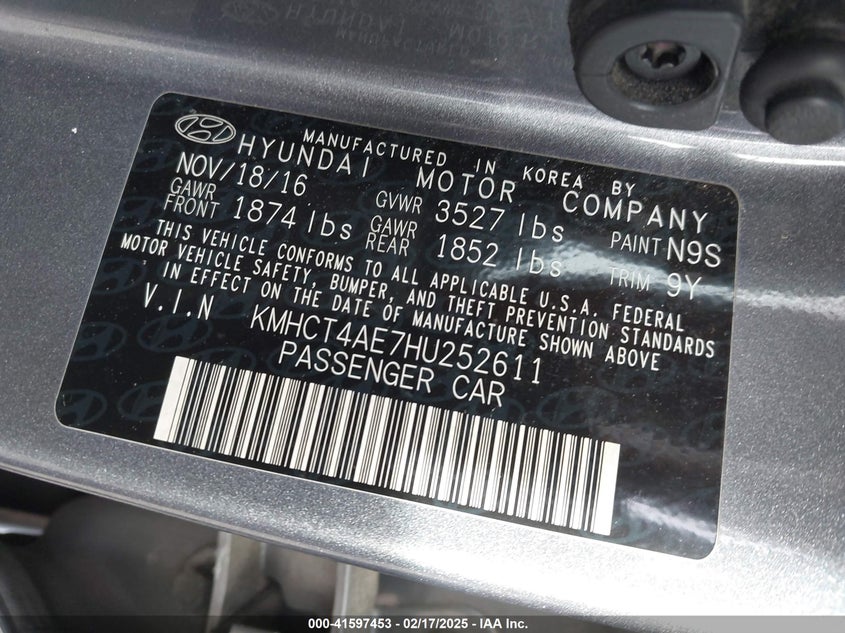 MANUFACTURED IN KOREA BY
HYUNDAI MOTOR COMPANY
NOV/18/16 GVWR 3527 lbs PAINT N9S
GAWR FRONT 1874 lbs GAWR REAR 1852 lbs TRIM 9Y
THIS VEHICLE CONFORMS TO ALL APPLICABLE U.S.A. FEDERAL
MOTOR VEHICLE SAFETY, BUMPER, AND THEFT PREVENTION STANDARDS
IN EFFECT ON THE DATE OF MANUFACTURE SHOWN ABOVE
V.I.N KMHCT4AE7HU252611
PASSENGER CAR
000-41597453 — 02/17/2025 — IAA Inc.